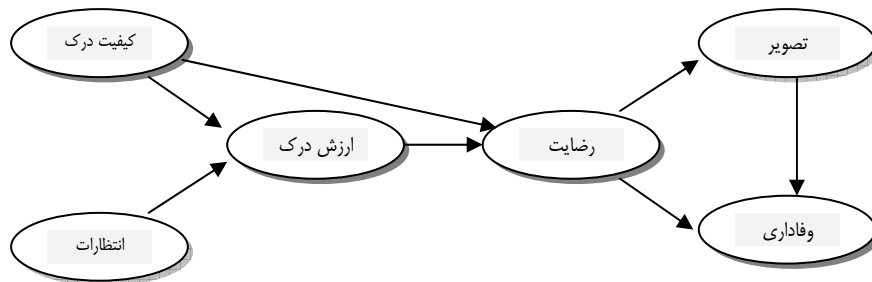 کیفیت درک
تصویر
ارزش درک
رضایت
انتظارات
وفاداری